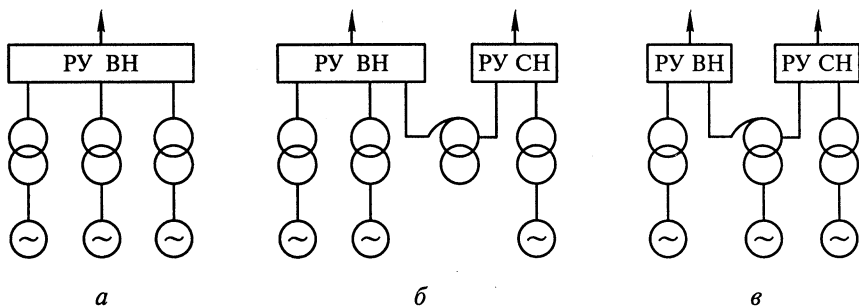 РУ ВН РУ ВН РУ СН РУ ВН РУ СН
а б в